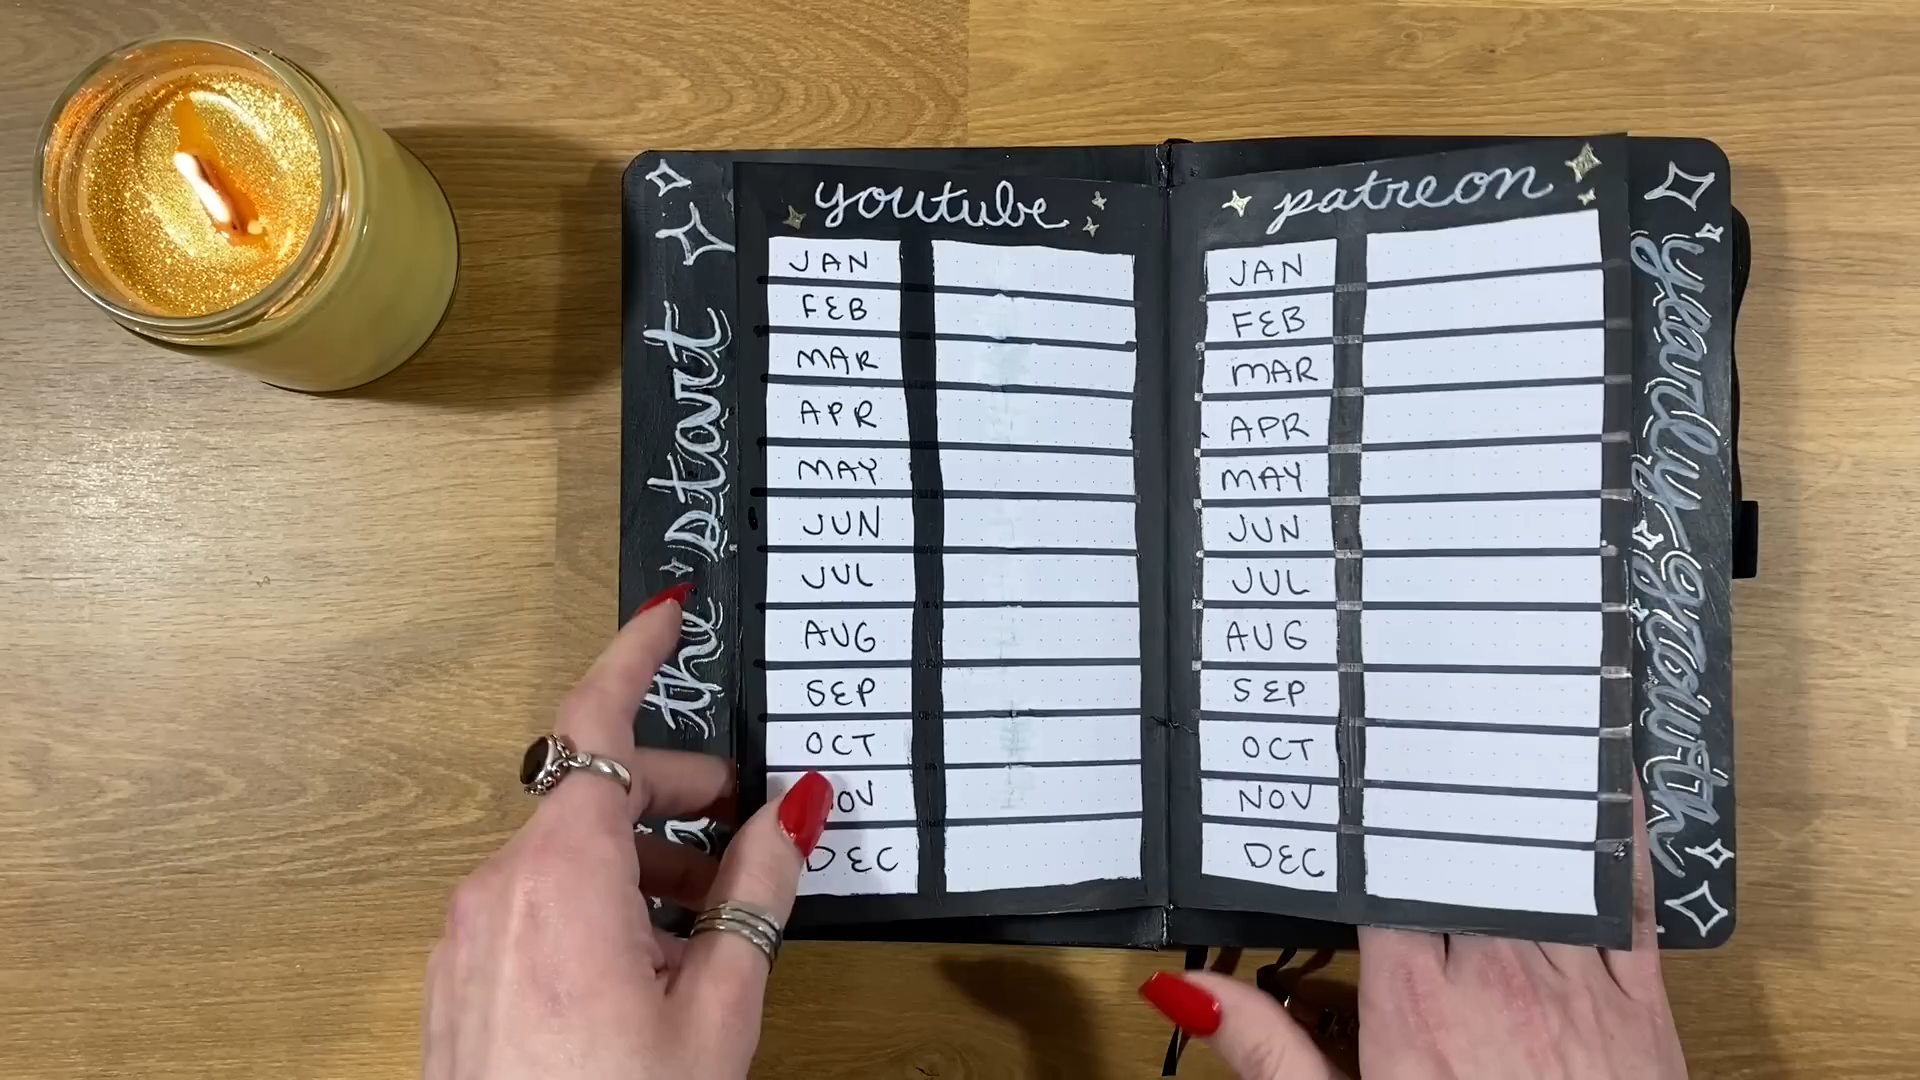 the start
youtube
JAN
FEB
MAR
APR
MAY
JUN
JUL
AUG
SEP
OCT
OV
DEC
patreon
JAN
FEB
MAR
APR
MAY
JUN
JUL
AUG
SEP
OCT
NOV
DEC
yearly growth